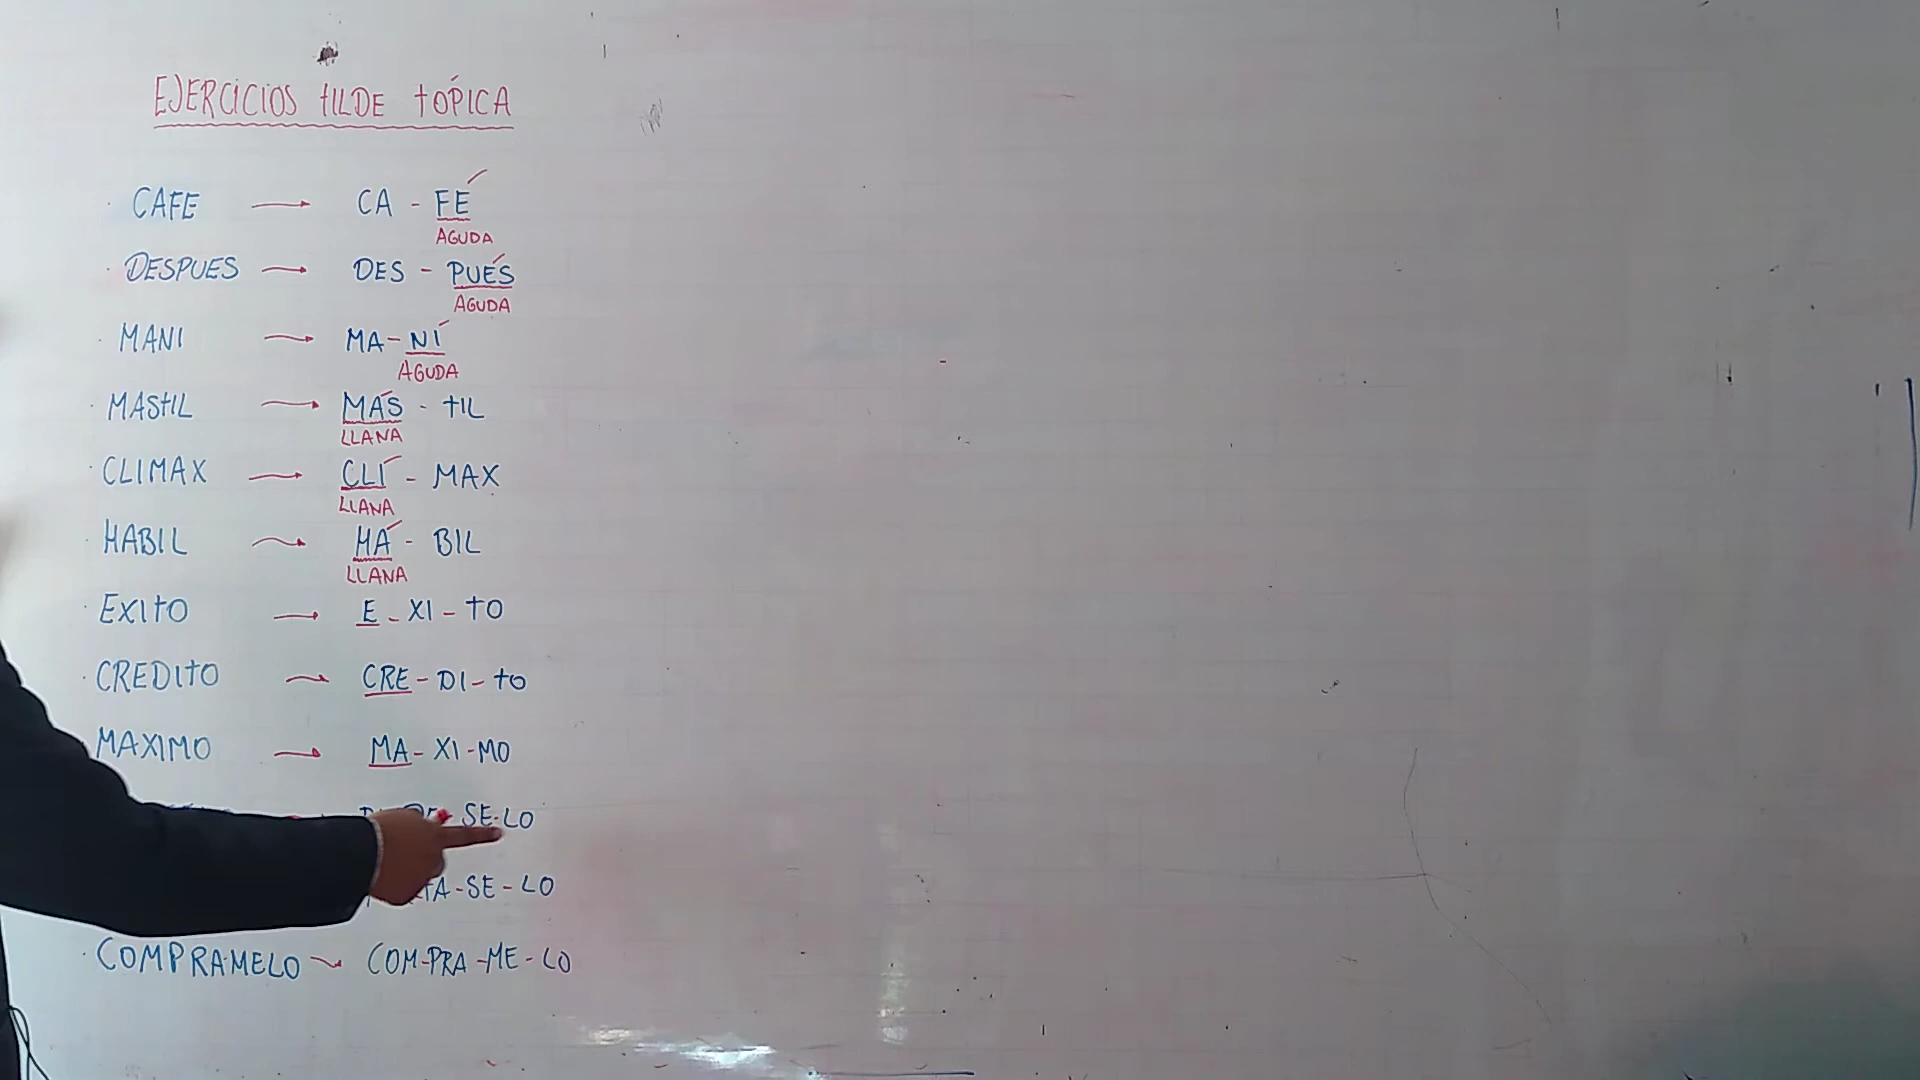 EJERCICIOS TILDE TÓPICA
CAFE → CA - FÉ
AGUDA
DESPUES → DES - PUÉS
AGUDA
MANI → MA - NÍ
AGUDA
MASTIL → MÁS - TIL
LLANA
CLIMAX → CLÍ - MAX
LLANA
HABIL → HÁ - BIL
LLANA
EXITO → E - XI - TO
CREDITO → CRE - DI - TO
MAXIMO → MA - XI - MO
SE - LO
TA - SE - LO
COMPRAMELO → COM - PRA - ME - LO